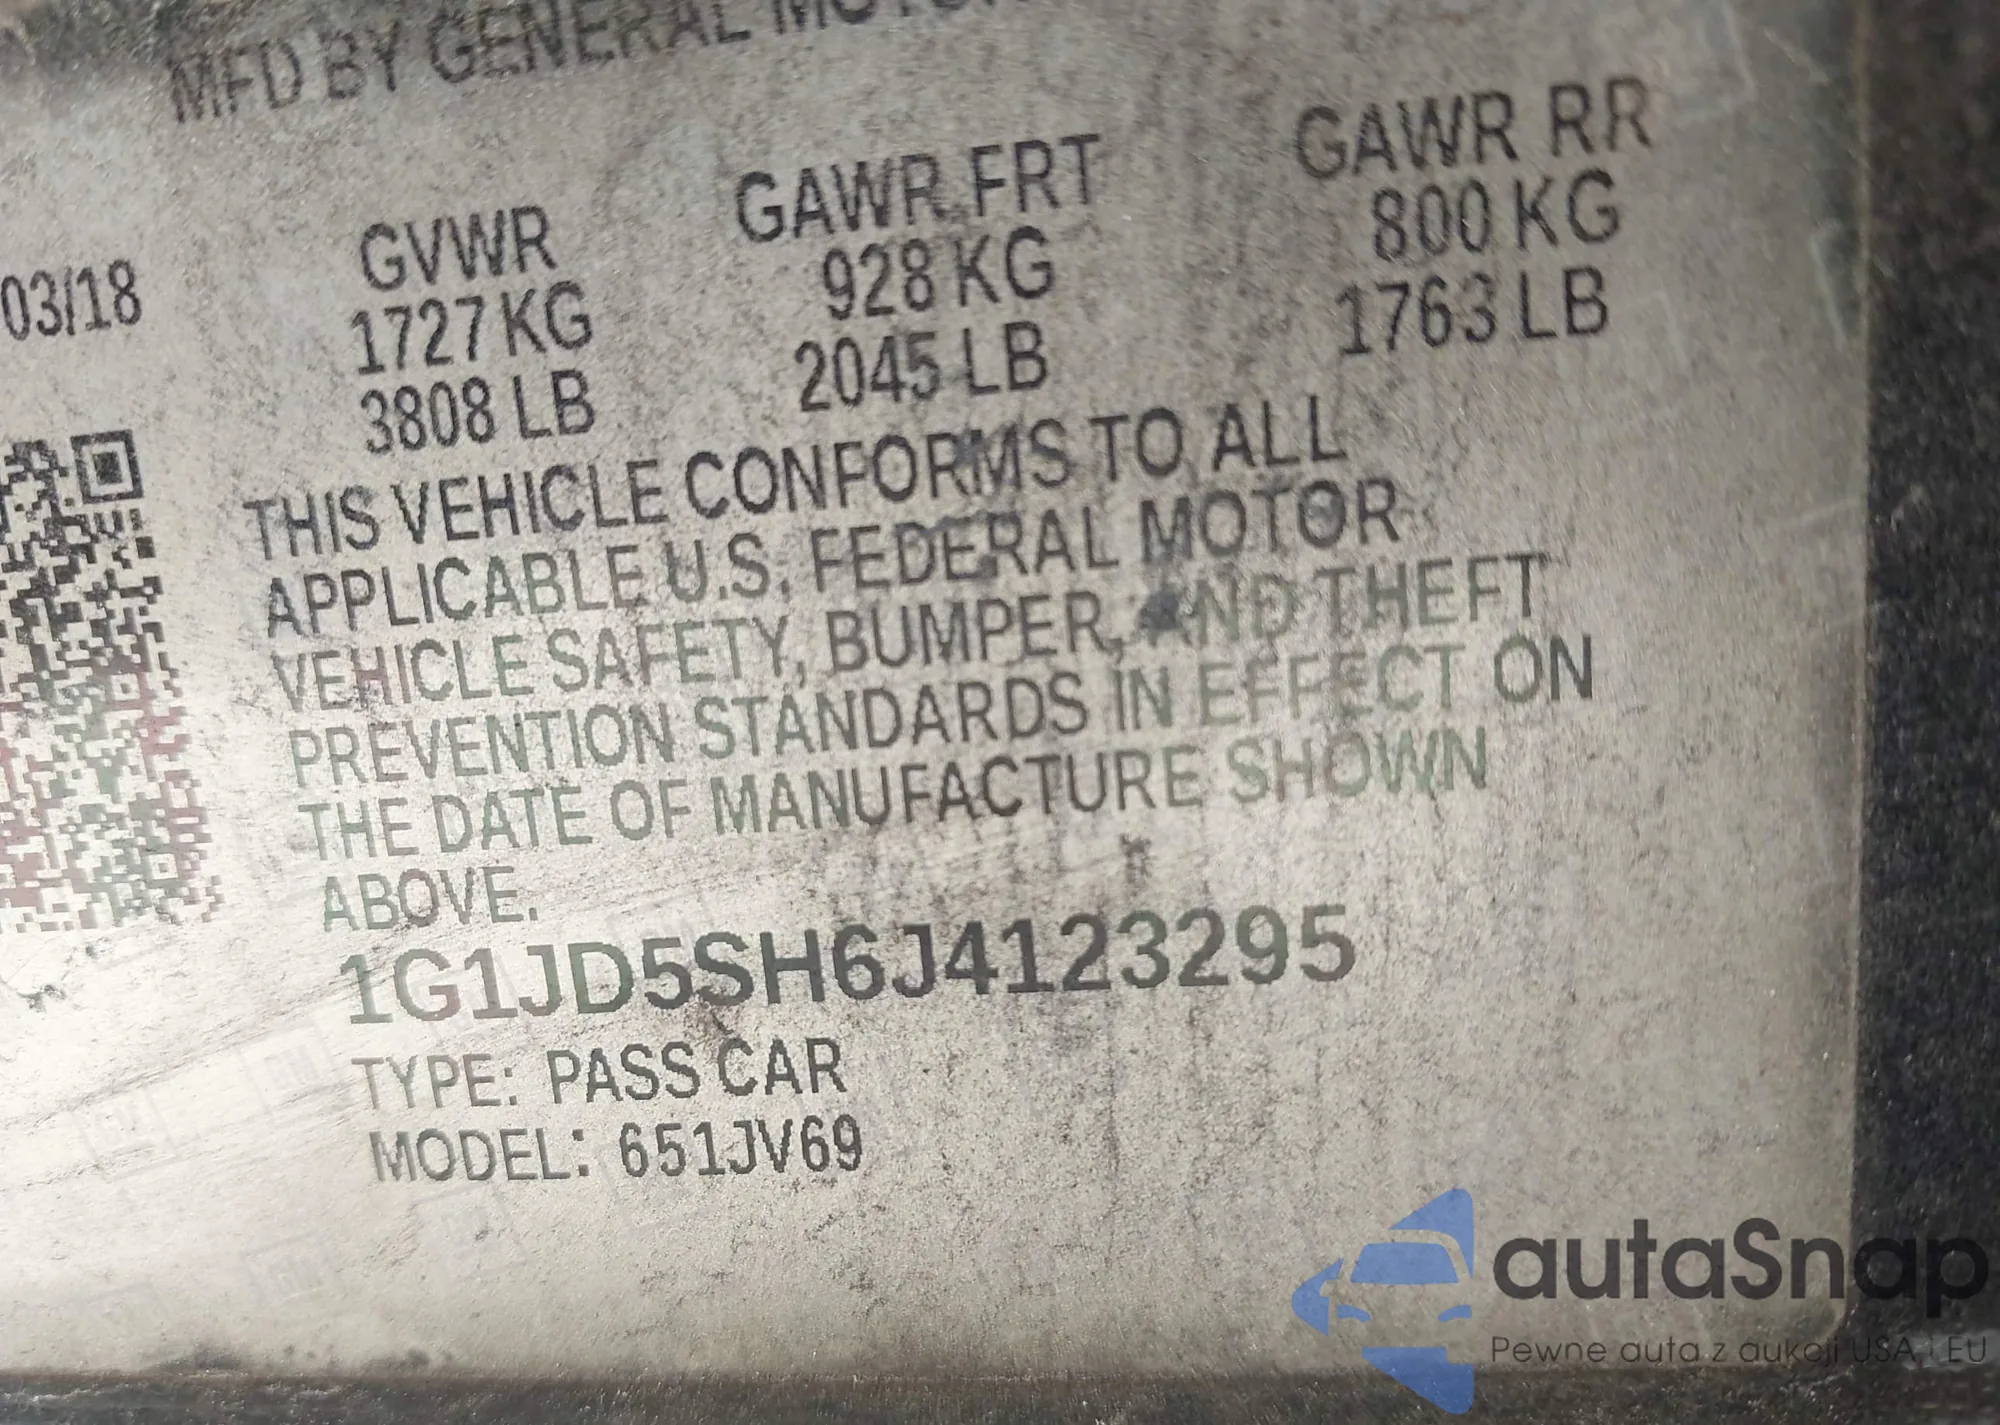 MFD BY GENERAL MOTOR
GVWR GAWR FRT GAWR RR
03/18 1727 KG 928 KG 800 KG
3808 LB 2045 LB 1763 LB
THIS VEHICLE CONFORMS TO ALL
APPLICABLE U.S. FEDERAL MOTOR
VEHICLE SAFETY, BUMPER, AND THEFT
PREVENTION STANDARDS IN EFFECT ON
THE DATE OF MANUFACTURE SHOWN
ABOVE.
1G1JD5SH6J4123295
TYPE: PASS CAR
MODEL: 651JV69
autaSnap
Pewne auta z aukcji USA i EU